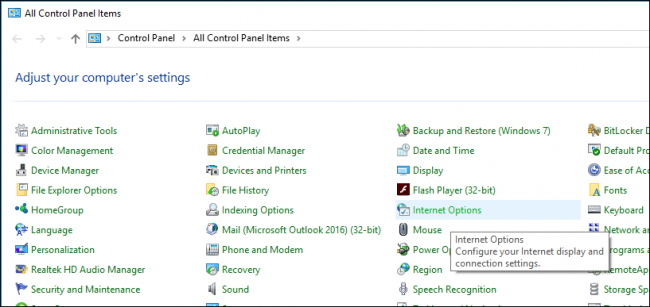 All Control Panel Items
Control Panel > All Control Panel Items >
Adjust your computer's settings
Administrative Tools AutoPlay Backup and Restore (Windows 7) BitLocker D
Color Management Credential Manager Date and Time Default Pro
Device Manager Devices and Printers Display Ease of Acce
File Explorer Options File History Flash Player (32-bit) Fonts
HomeGroup Indexing Options Internet Options Keyboard
Language Mail (Microsoft Outlook 2016) (32-bit) Mouse Network an
Internet Options
Personalization Phone and Modem Power Op Programs a
Configure your Internet display and
connection settings.
Realtek HD Audio Manager Recovery Region RemoteApp
Security and Maintenance Sound Speech Recognition Storage Spa